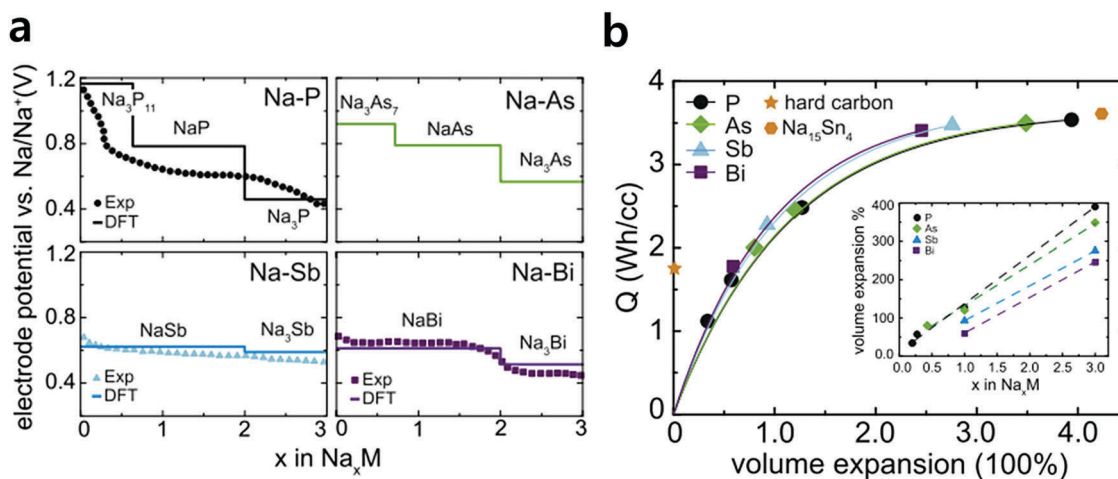 a
electrode potential vs. Na/Na⁺(V)
1.2
0.8
0.4
Na₃P₁₁
Na-P
NaP
Na₃P
Exp
DFT
Na₃As₇
Na-As
NaAs
Na₃As
1.2
0.8
0.4
Na-Sb
NaSb
Na₃Sb
Exp
DFT
0 1 2 3
Na-Bi
NaBi
Na₃Bi
Exp
DFT
0 1 2 3
x in NaₓM
b
Q (Wh/cc)
4
3
2
1
0
P
As
Sb
Bi
hard carbon
Na₁₅Sn₄
0 1.0 2.0 3.0 4.0
volume expansion (100%)
volume expansion %
400
300
200
100
0.0
P
As
Sb
Bi
0.0 0.5 1.0 1.5 2.0 2.5 3.0
x in NaₓM